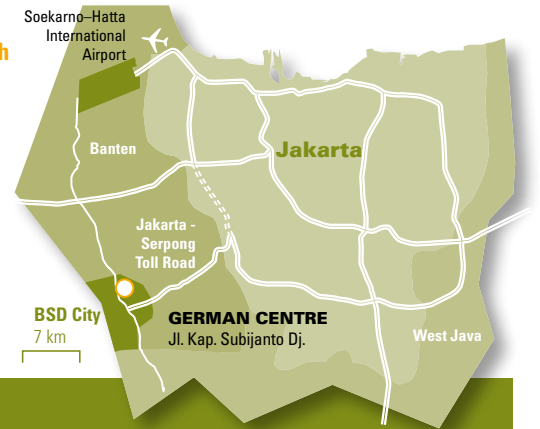 Soekarno–Hatta
International
Airport
h
Banten
Jakarta
Jakarta -
Serpong
Toll Road
BSD City
7 km
GERMAN CENTRE
Jl. Kap. Subijanto Dj.
West Java